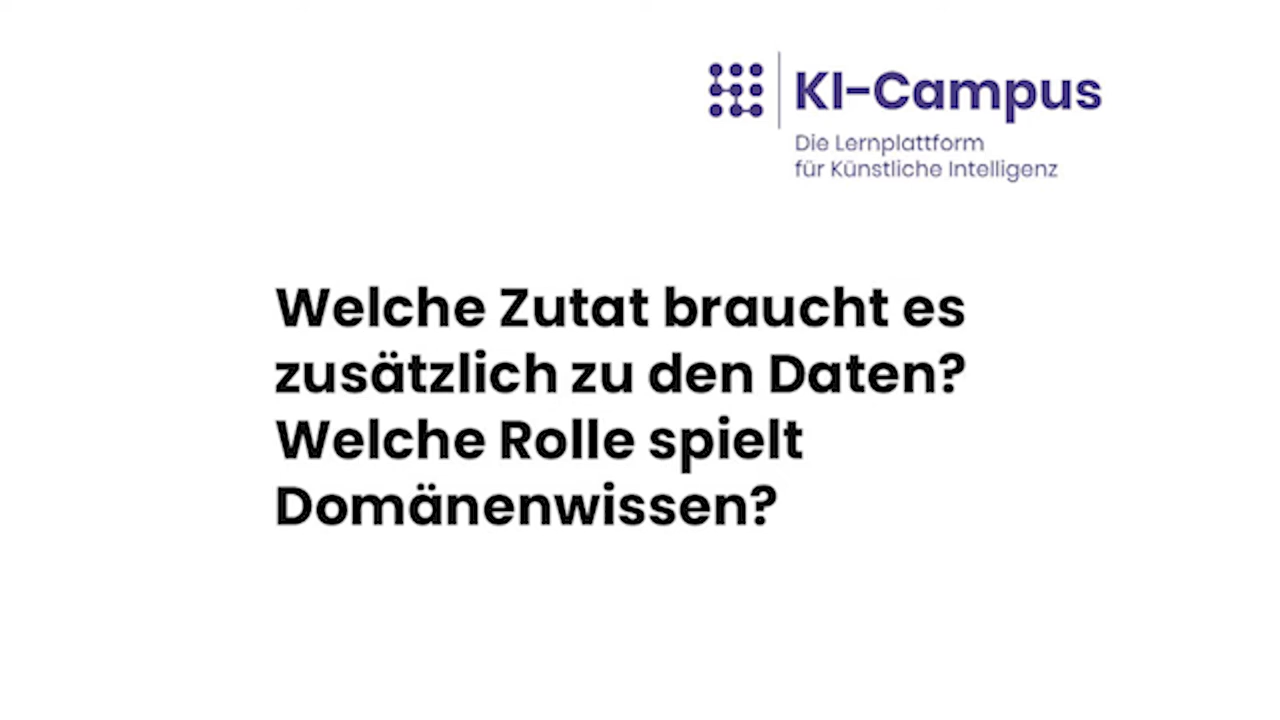 KI-Campus
Die Lernplattform
für Künstliche Intelligenz
Welche Zutat braucht es
zusätzlich zu den Daten?
Welche Rolle spielt
Domänenwissen?